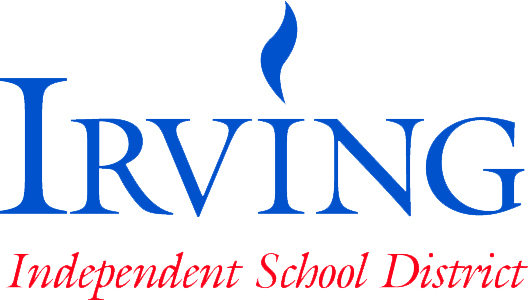 IRVING
Independent School District